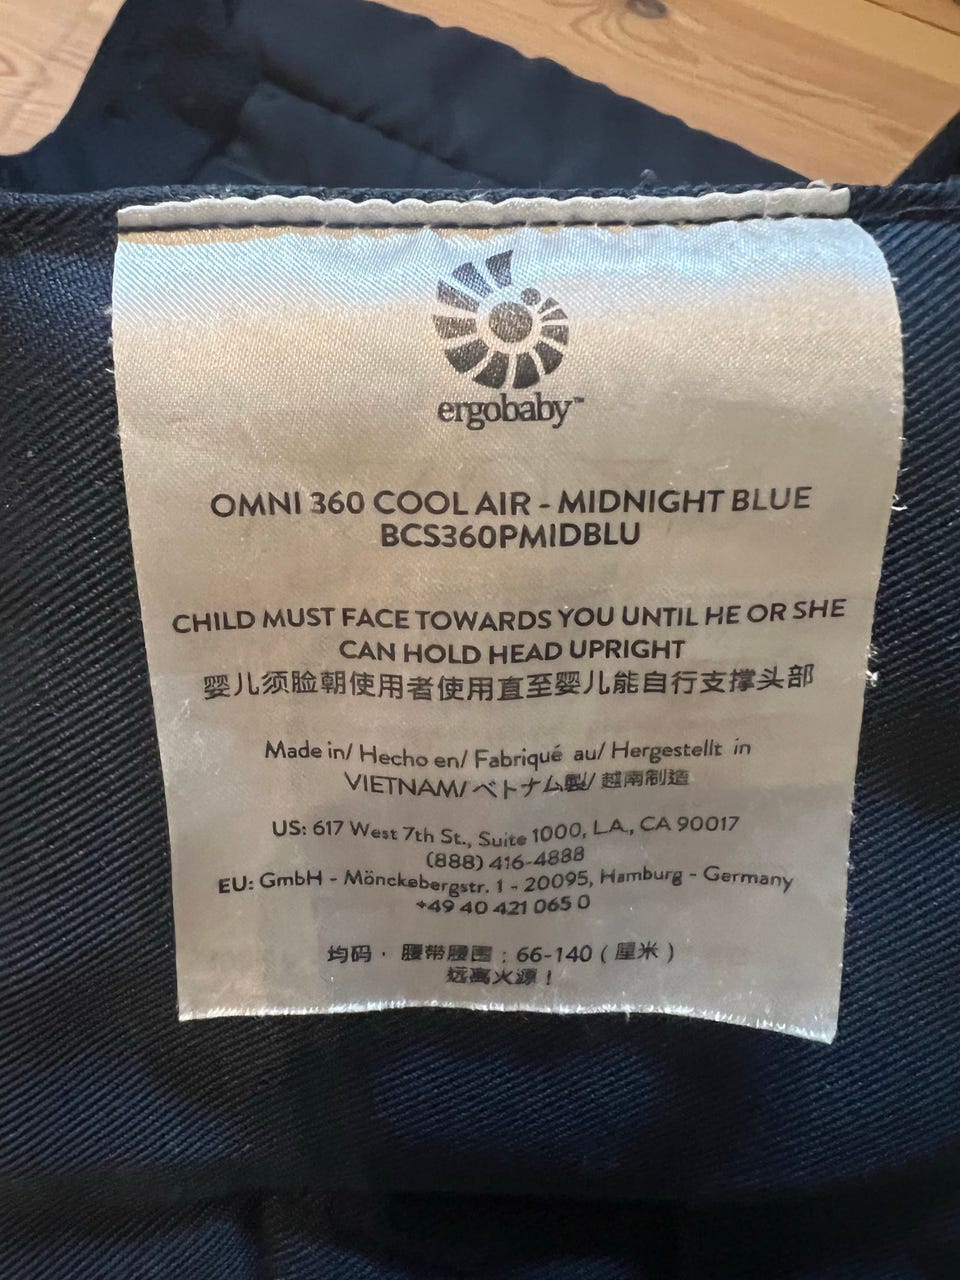 ergobaby™
OMNI 360 COOL AIR - MIDNIGHT BLUE
BCS360PMIDBLU
CHILD MUST FACE TOWARDS YOU UNTIL HE OR SHE
CAN HOLD HEAD UPRIGHT
婴儿须脸朝使用者使用直至婴儿能自行支撑头部
Made in/ Hecho en/ Fabriqué au/ Hergestellt in
VIETNAM/ベトナム製/ 越南制造
US: 617 West 7th St., Suite 1000, LA., CA 90017
(888) 416-4888
EU: GmbH - Mönckebergstr. 1 - 20095, Hamburg - Germany
+49 40 421 065 0
均码· 腰带腰围:66-140(厘米)
远离火源!